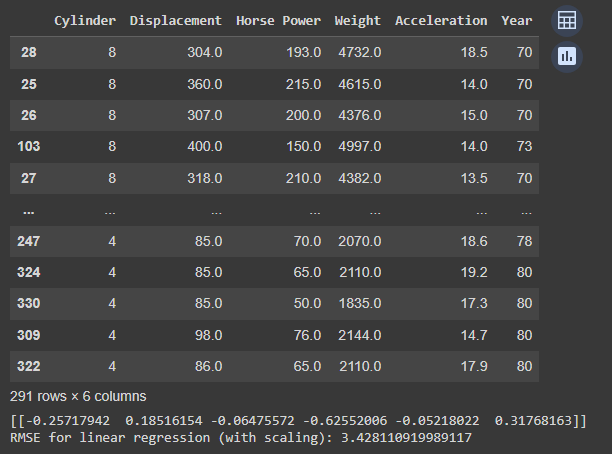 Cylinder Displacement Horse Power Weight Acceleration Year
28 8 304.0 193.0 4732.0 18.5 70
25 8 360.0 215.0 4615.0 14.0 70
26 8 307.0 200.0 4376.0 15.0 70
103 8 400.0 150.0 4997.0 14.0 73
27 8 318.0 210.0 4382.0 13.5 70
... ... ... ... ... ... ...
247 4 85.0 70.0 2070.0 18.6 78
324 4 85.0 65.0 2110.0 19.2 80
330 4 85.0 50.0 1835.0 17.3 80
309 4 98.0 76.0 2144.0 14.7 80
322 4 86.0 65.0 2110.0 17.9 80
291 rows × 6 columns
[[-0.25717942 0.18516154 -0.06475572 -0.62552006 -0.05218022 0.31768163]]
RMSE for linear regression (with scaling): 3.428110919989117